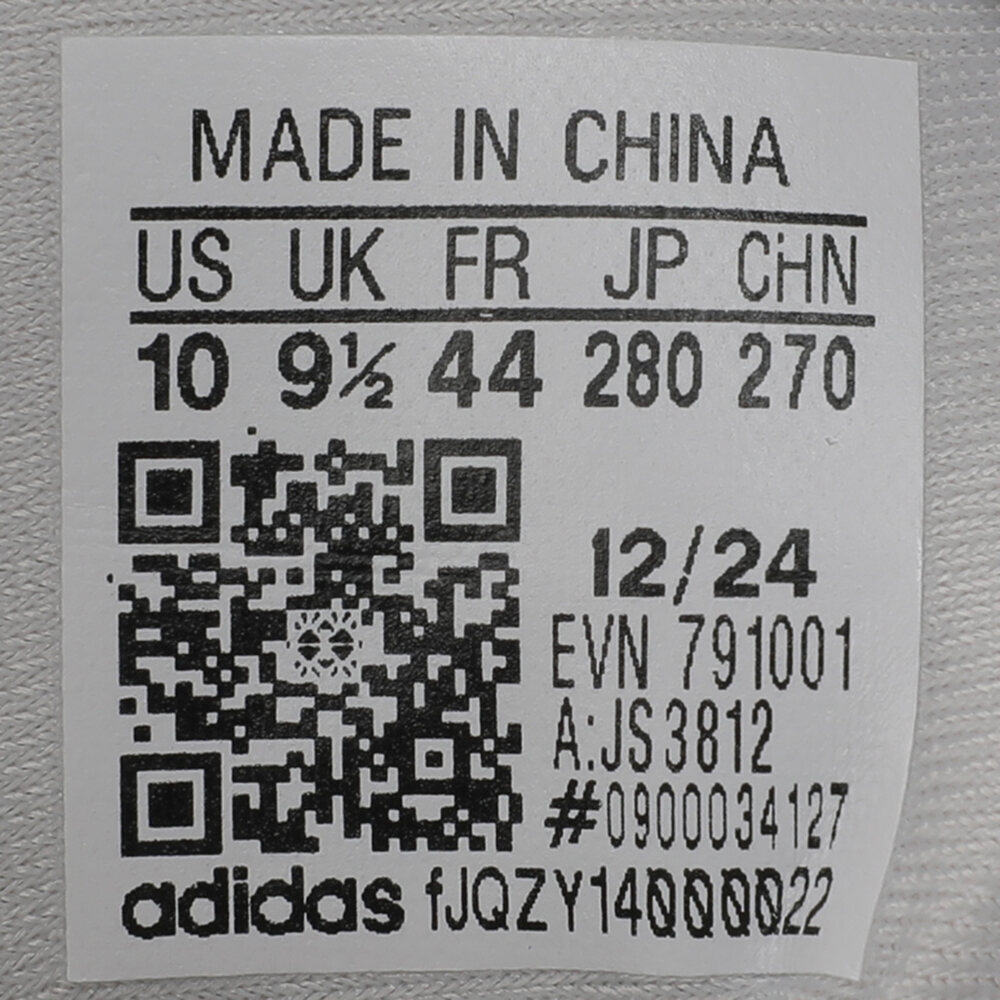 MADE IN CHINA
US UK FR JP CHN
10 9½ 44 280 270
12/24
EVN 791001
A:JS3812
#0900034127
adidas fJQZY14000022